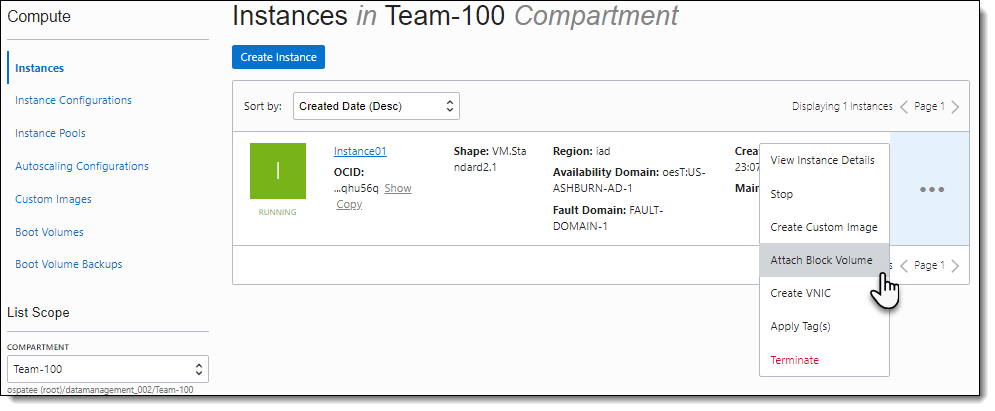 Compute
Instances
Instance Configurations
Instance Pools
Autoscaling Configurations
Custom Images
Boot Volumes
Boot Volume Backups
List Scope
COMPARTMENT
Team-100
ospatee (root)/datamanagement_002/Team-100
Instances in Team-100 Compartment
Create Instance
Sort by: Created Date (Desc)
Displaying 1 Instances < Page 1 >
I
RUNNING
Instance01
OCID:
...qhu56q Show
Copy
Shape: VM.Sta
ndard2.1
Region: iad
Availability Domain: oesT:US-
ASHBURN-AD-1
Fault Domain: FAULT-
DOMAIN-1
Crea
23:07
Main
•••
View Instance Details
Stop
Create Custom Image
Attach Block Volume
Create VNIC
Apply Tag(s)
Terminate
s < Page 1 >